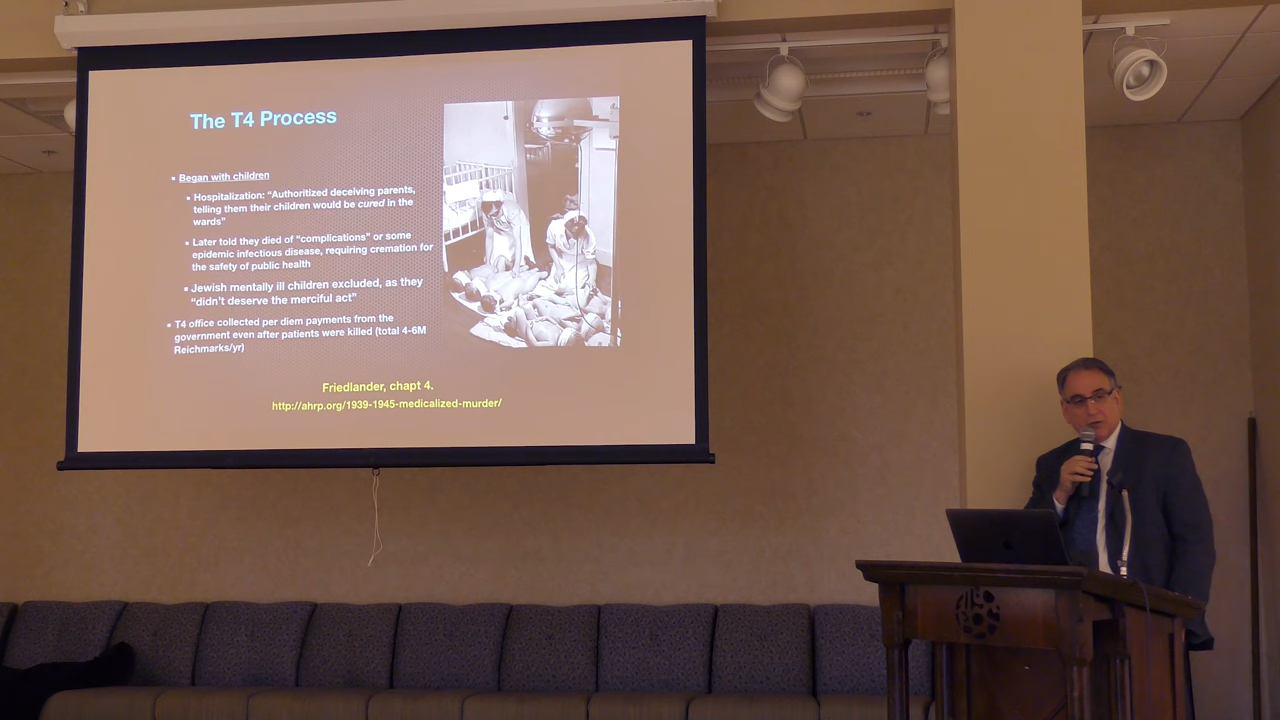 The T4 Process
Began with children
Hospitalization: “Authoritized deceiving parents,
telling them their children would be cured in the
wards”
Later told they died of “complications” or some
epidemic infectious disease, requiring cremation for
the safety of public health
Jewish mentally ill children excluded, as they
“didn’t deserve the merciful act”
T4 office collected per diem payments from the
government even after patients were killed (total 4-6M
Reichmarks/yr)
Friedlander, chapt 4.
http://ahrp.org/1939-1945-medicalized-murder/